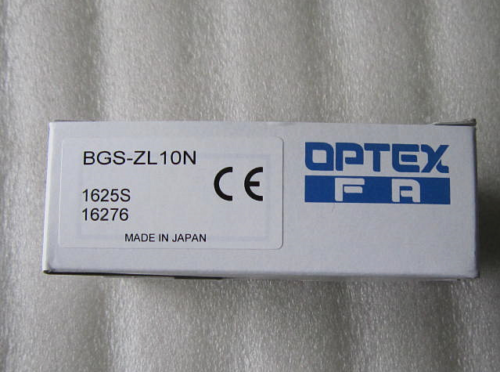 BGS-ZL10N
1625S
16276
MADE IN JAPAN
CE
OPTEX
FA